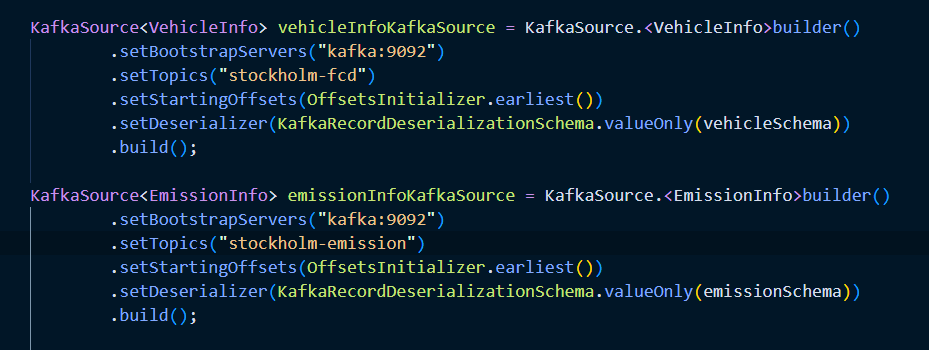 KafkaSource<VehicleInfo> vehicleInfoKafkaSource = KafkaSource.<VehicleInfo>builder()
.setBootstrapServers("kafka:9092")
.setTopics("stockholm-fcd")
.setStartingOffsets(OffsetsInitializer.earliest())
.setDeserializer(KafkaRecordDeserializationSchema.valueOnly(vehicleSchema))
.build();
KafkaSource<EmissionInfo> emissionInfoKafkaSource = KafkaSource.<EmissionInfo>builder()
.setBootstrapServers("kafka:9092")
.setTopics("stockholm-emission")
.setStartingOffsets(OffsetsInitializer.earliest())
.setDeserializer(KafkaRecordDeserializationSchema.valueOnly(emissionSchema))
.build();